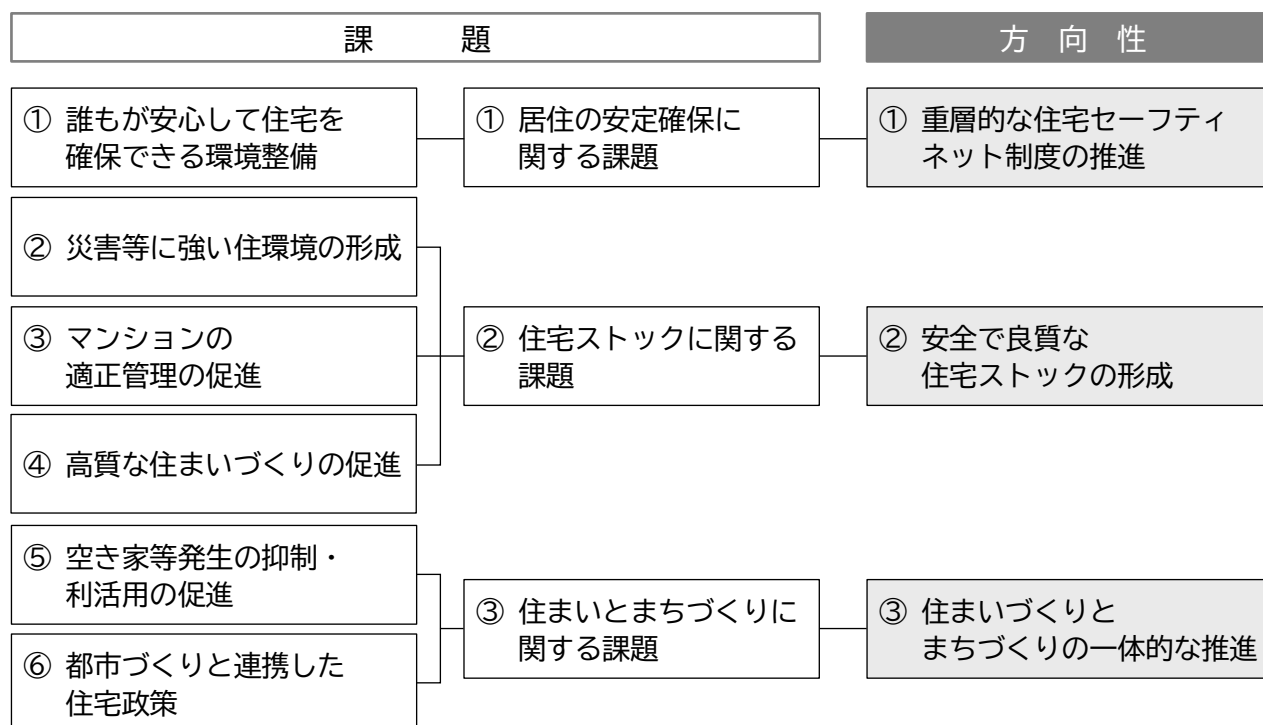 課 題
方 向 性
① 誰もが安心して住宅を
確保できる環境整備
① 居住の安定確保に
関する課題
① 重層的な住宅セーフティ
ネット制度の推進
② 災害等に強い住環境の形成
③ マンションの
適正管理の促進
④ 高質な住まいづくりの促進
② 住宅ストックに関する
課題
② 安全で良質な
住宅ストックの形成
⑤ 空き家等発生の抑制・
利活用の促進
⑥ 都市づくりと連携した
住宅政策
③ 住まいとまちづくりに
関する課題
③ 住まいづくりと
まちづくりの一体的な推進